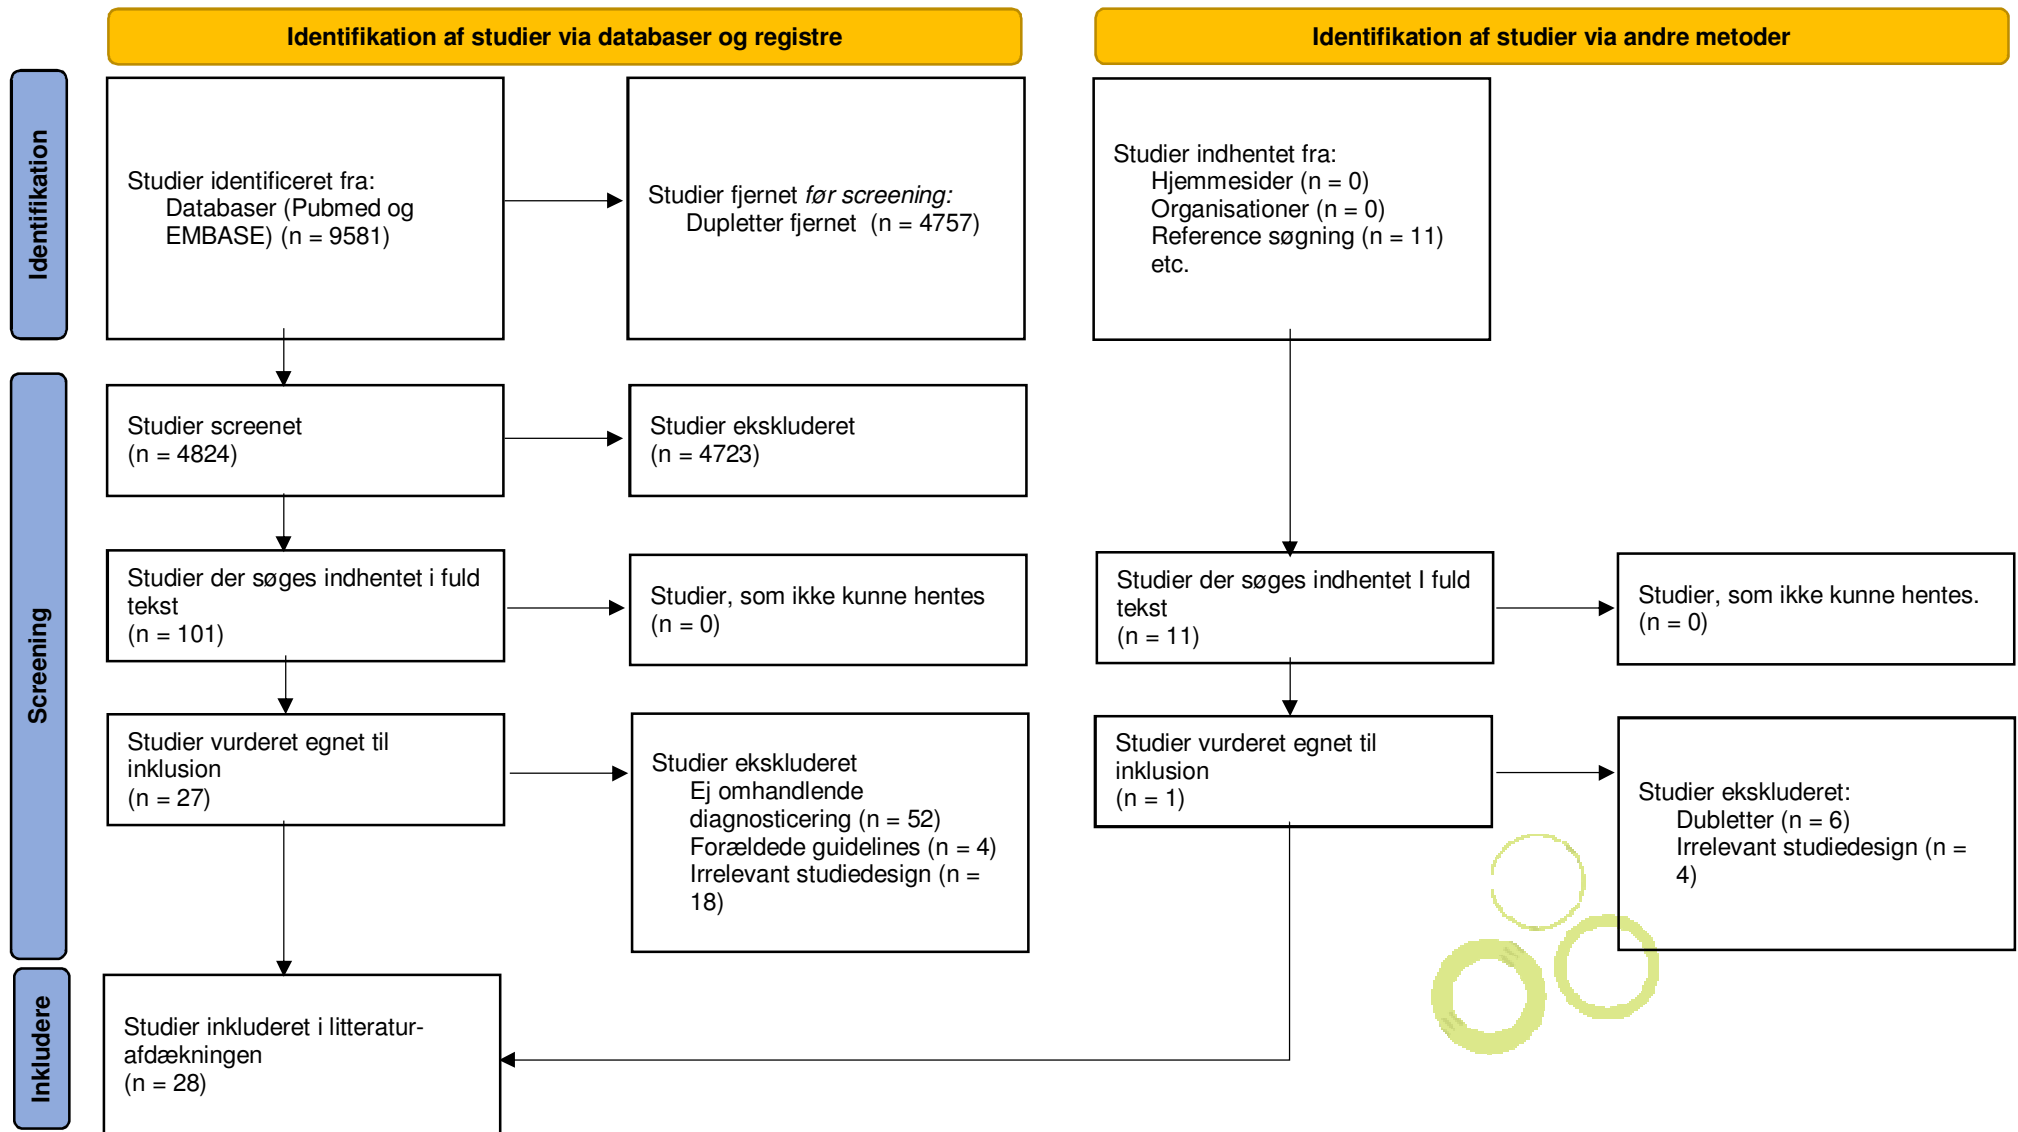 Identifikation af studier via databaser og registre
Identifikation af studier via andre metoder
Identifikation
Studier identificeret fra:
Databaser (Pubmed og
EMBASE) (n = 9581)
Studier fjernet før screening:
Dupletter fjernet  (n = 4757)
Studier indhentet fra:
Hjemmesider (n = 0)
Organisationer (n = 0)
Reference søgning (n = 11)
etc.
Screening
Studier screenet
(n = 4824)
Studier ekskluderet
(n = 4723)
Studier der søges indhentet i fuld
tekst
(n = 101)
Studier, som ikke kunne hentes
(n = 0)
Studier der søges indhentet I fuld
tekst
(n = 11)
Studier, som ikke kunne hentes.
(n = 0)
Studier vurderet egnet til
inklusion
(n = 27)
Studier ekskluderet
Ej omhandlende
diagnosticering (n = 52)
Forældede guidelines (n = 4)
Irrelevant studiedesign (n =
18)
Studier vurderet egnet til
inklusion
(n = 1)
Studier ekskluderet:
Dubletter (n = 6)
Irrelevant studiedesign (n =
4)
Inkludere
Studier inkluderet i litteratur-
afdækningen
(n = 28)